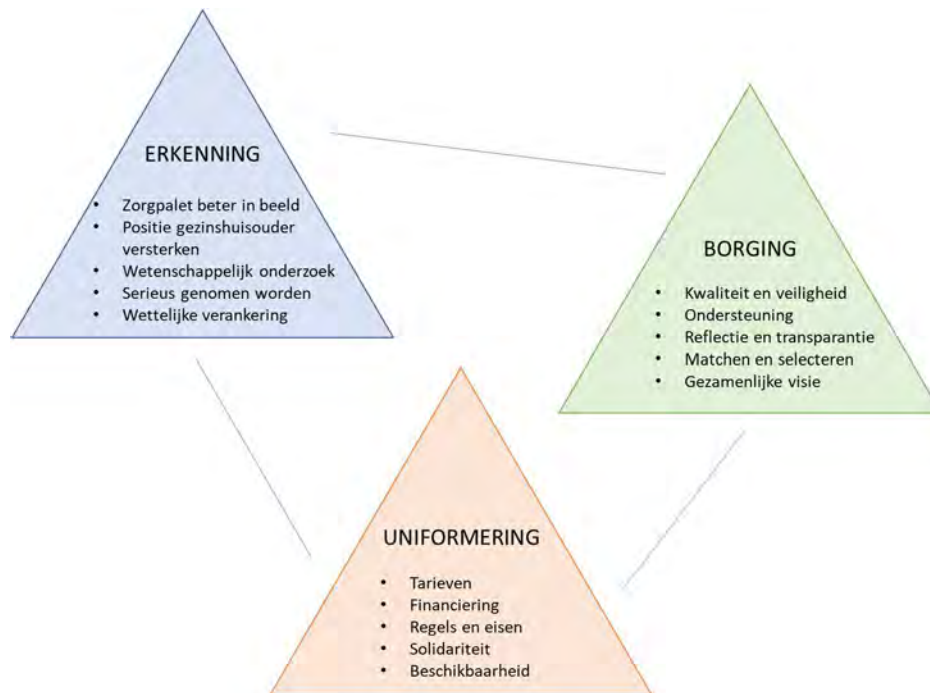 ERKENNING
• Zorgpalet beter in beeld
• Positie gezinshuisouder
versterken
• Wetenschappelijk onderzoek
• Serieus genomen worden
• Wettelijke verankering
BORGING
• Kwaliteit en veiligheid
• Ondersteuning
• Reflectie en transparantie
• Matchen en selecteren
• Gezamenlijke visie
UNIFORMERING
• Tarieven
• Financiering
• Regels en eisen
• Solidariteit
• Beschikbaarheid